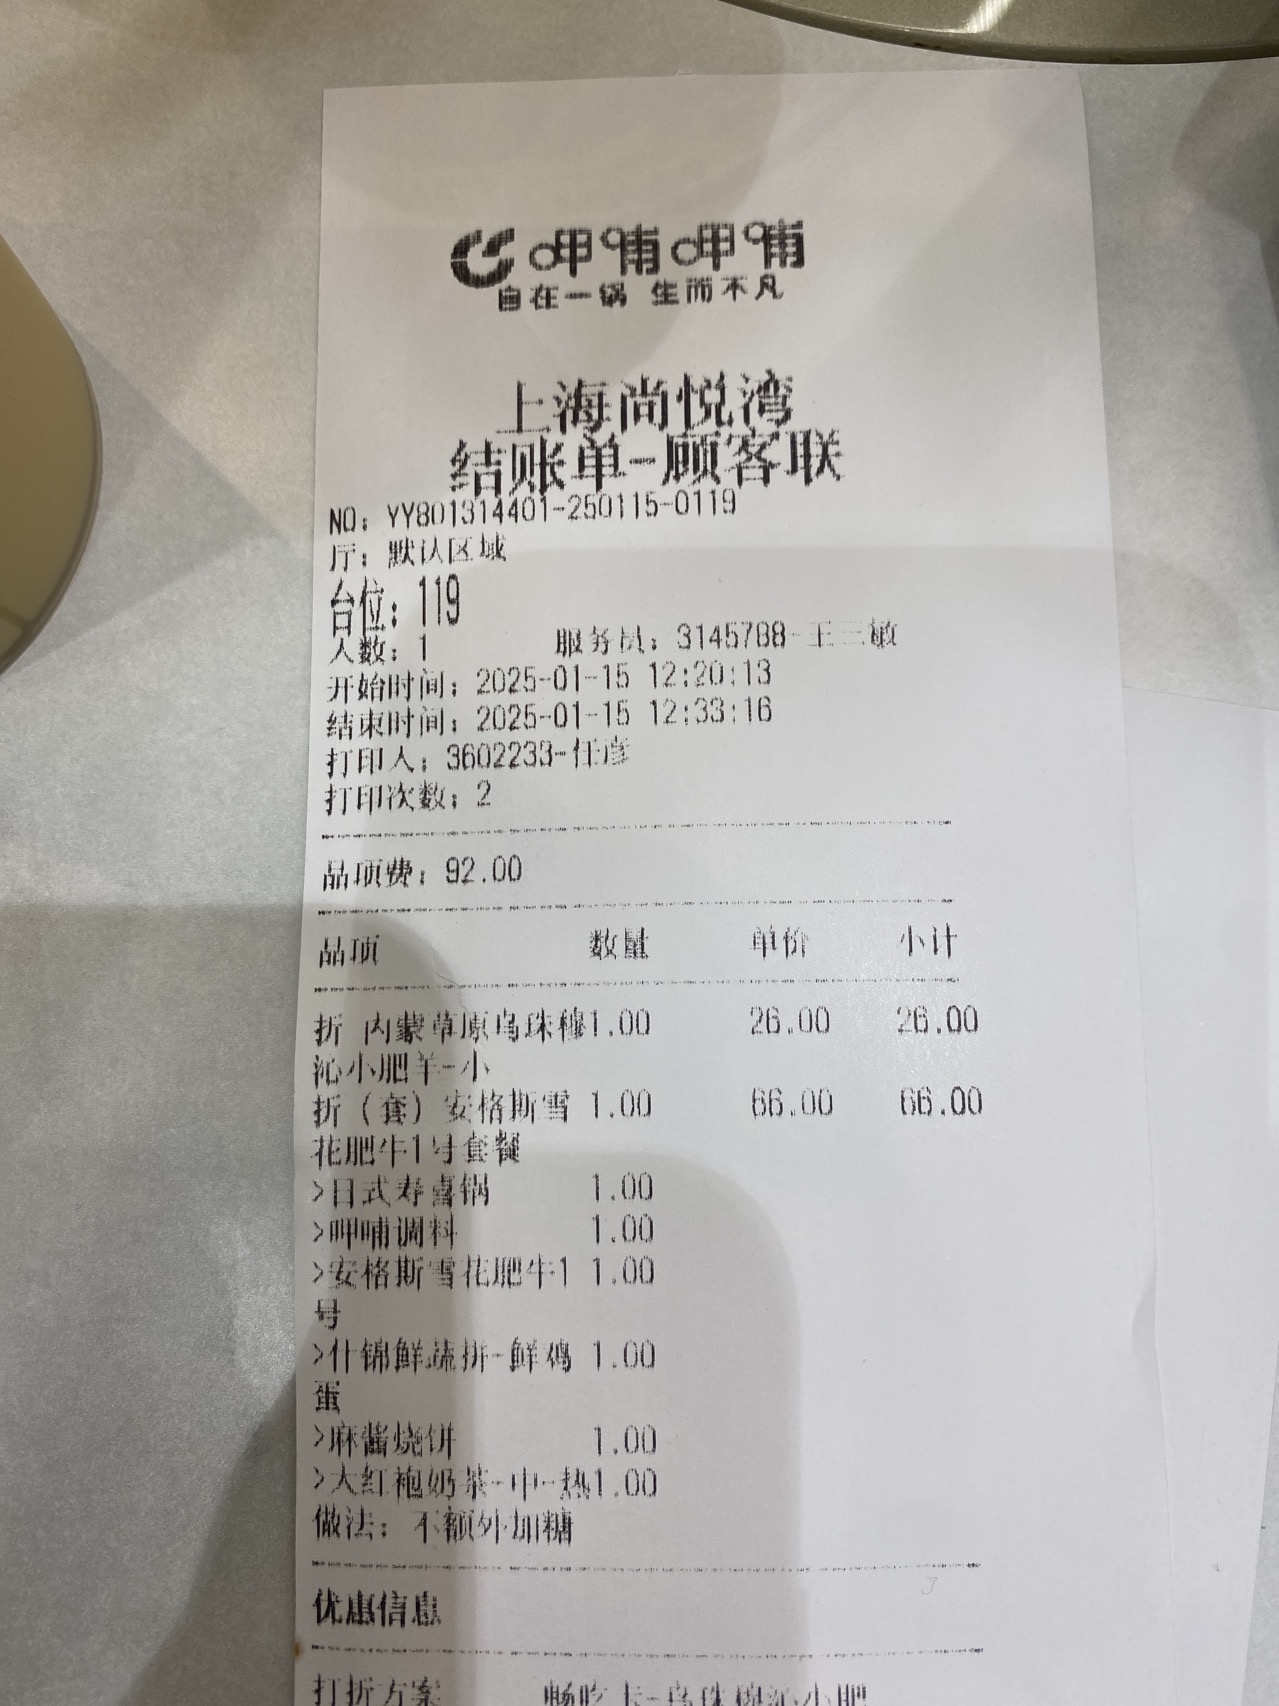 呷哺呷哺
自在一锅 生而不凡
上海尚悦湾
结账单-顾客联
NO: YY801314401-250115-0119
厅: 默认区域
台位: 119
人数: 1 服务员: 3145788-王三敏
开始时间: 2025-01-15 12:20:13
结束时间: 2025-01-15 12:33:16
打印人: 3602233-任彦
打印次数: 2
品项费: 92.00
品项 数量 单价 小计
折 内蒙草原乌珠穆1.00 26.00 26.00
沁小肥羊-小
折（套）安格斯雪 1.00 66.00 66.00
花肥牛1号套餐
>日式寿喜锅 1.00
>呷哺调料 1.00
>安格斯雪花肥牛1 1.00
号
>什锦鲜蔬拼-鲜鸡 1.00
蛋
>麻酱烧饼 1.00
>大红袍奶茶-中-热1.00
做法: 不额外加糖
优惠信息
打折方案 畅吃卡-乌珠穆沁小肥